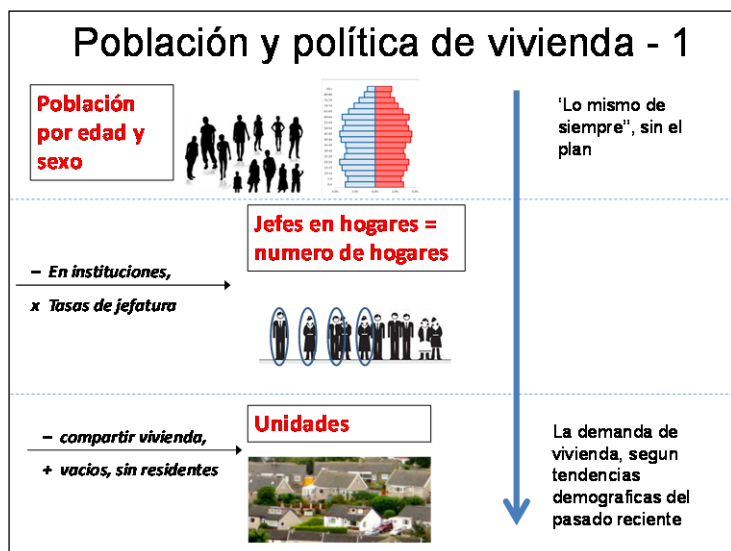 Población y política de vivienda - 1
Población
por edad y
sexo
'Lo mismo de
siempre", sin el
plan
Jefes en hogares =
numero de hogares
– En instituciones,
x Tasas de jefatura
Unidades
– compartir vivienda,
+ vacios, sin residentes
La demanda de
vivienda, segun
tendencias
demograficas del
pasado reciente